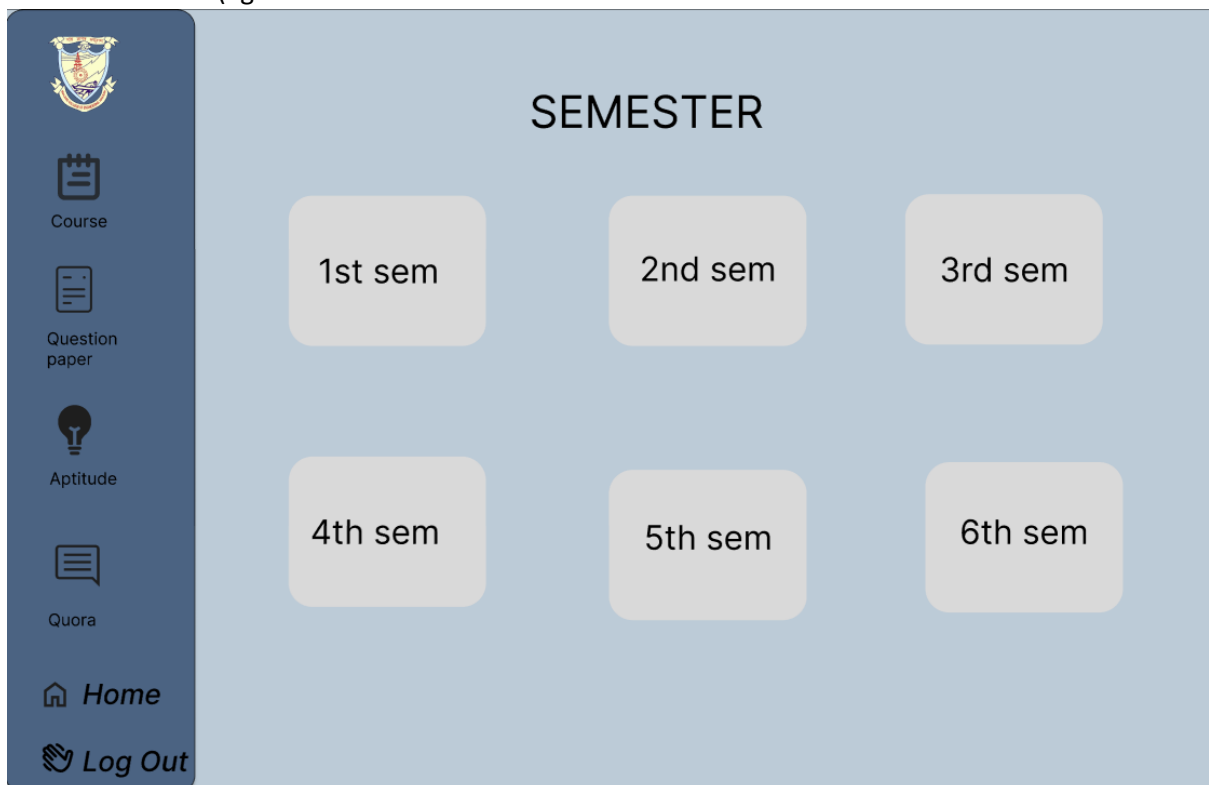 SEMESTER
Course
Question
paper
Aptitude
Quora
Home
Log Out
1st sem
2nd sem
3rd sem
4th sem
5th sem
6th sem